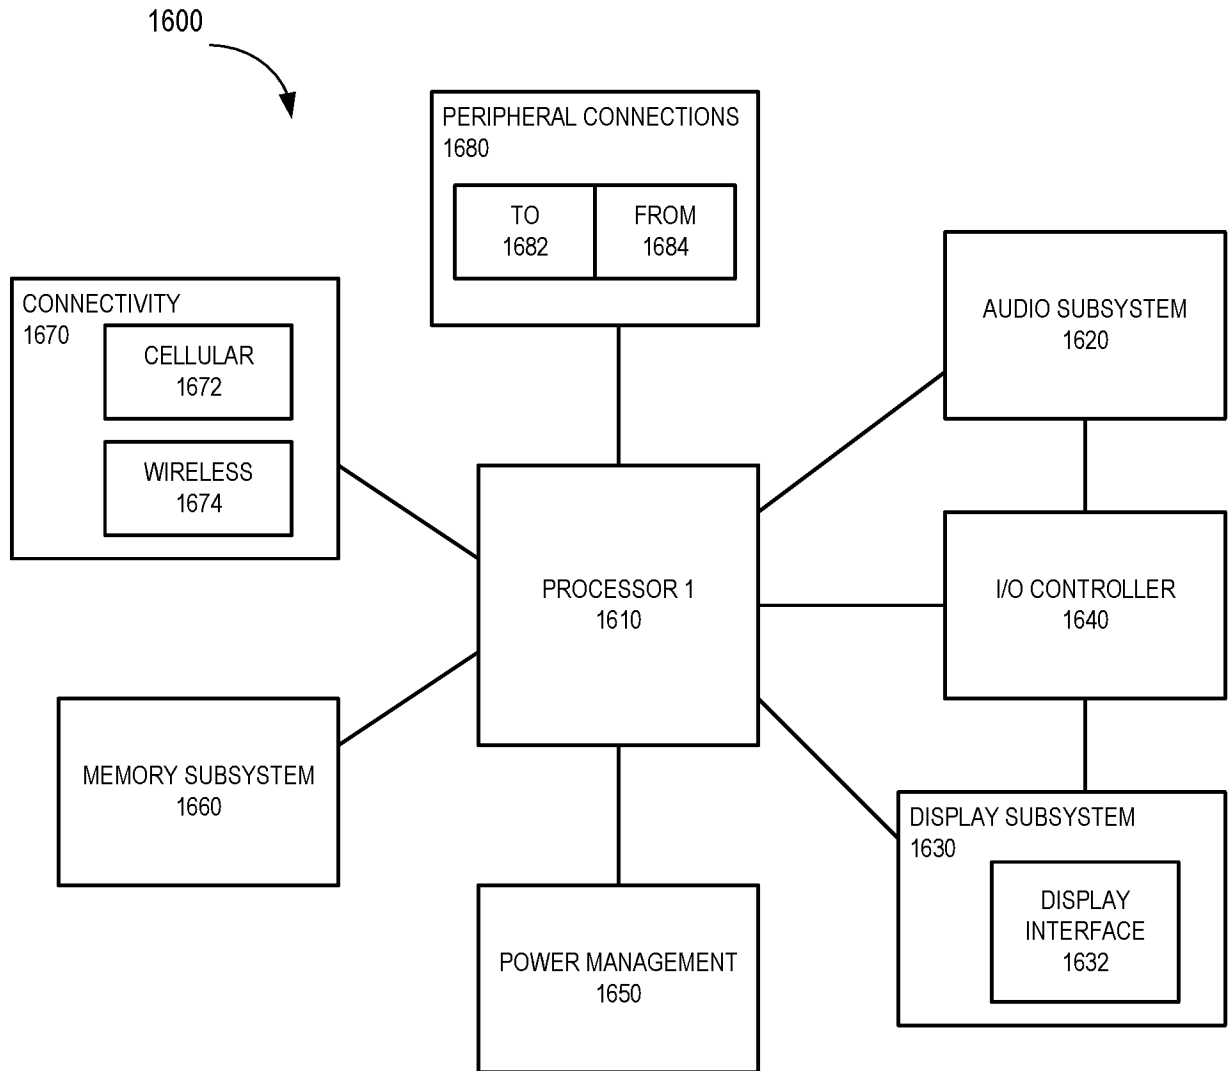 1600
PERIPHERAL CONNECTIONS
1680
TO
1682
FROM
1684
CONNECTIVITY
1670
CELLULAR
1672
WIRELESS
1674
AUDIO SUBSYSTEM
1620
PROCESSOR 1
1610
I/O CONTROLLER
1640
MEMORY SUBSYSTEM
1660
DISPLAY SUBSYSTEM
1630
DISPLAY
INTERFACE
1632
POWER MANAGEMENT
1650